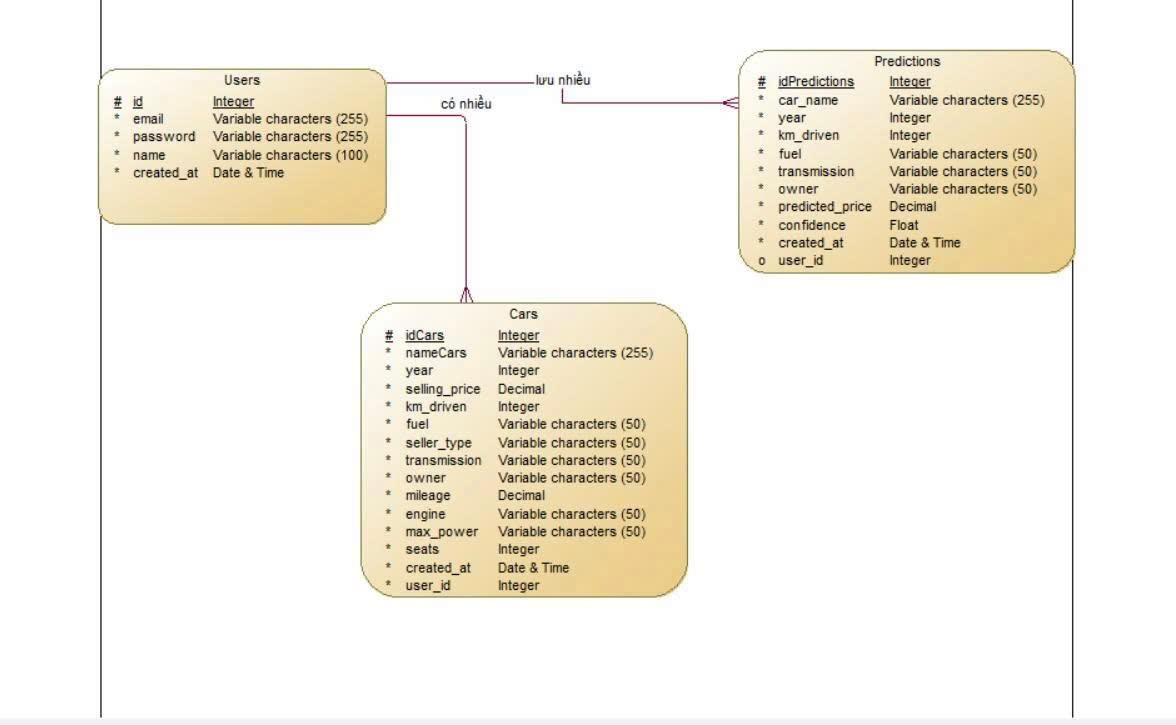 Users
# id Integer
* email Variable characters (255)
* password Variable characters (255)
* name Variable characters (100)
* created_at Date & Time
lưu nhiều
có nhiều
Predictions
# idPredictions Integer
* car_name Variable characters (255)
* year Integer
* km_driven Integer
* fuel Variable characters (50)
* transmission Variable characters (50)
* owner Variable characters (50)
* predicted_price Decimal
* confidence Float
* created_at Date & Time
o user_id Integer
Cars
# idCars Integer
* nameCars Variable characters (255)
* year Integer
* selling_price Decimal
* km_driven Integer
* fuel Variable characters (50)
* seller_type Variable characters (50)
* transmission Variable characters (50)
* owner Variable characters (50)
* mileage Decimal
* engine Variable characters (50)
* max_power Variable characters (50)
* seats Integer
* created_at Date & Time
* user_id Integer